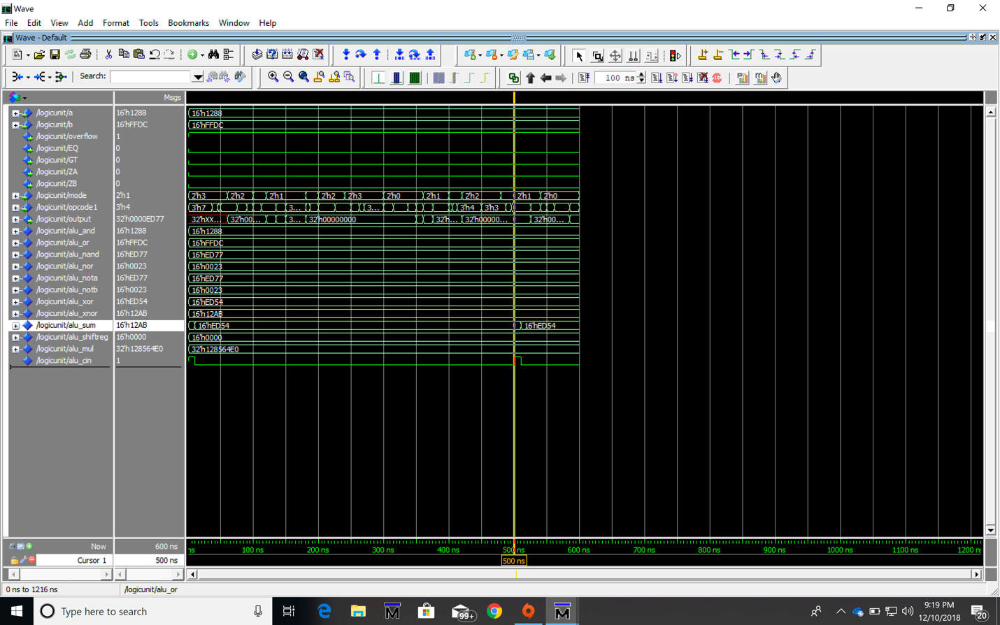 Wave
File Edit View Add Format Tools Bookmarks Window Help
Wave - Default
Search: 100 ns
Msgs
/logicunit/a 16'h1288 16'h1288
/logicunit/b 16'hFFDC 16'hFFDC
/logicunit/overflow 1
/logicunit/EQ 0
/logicunit/GT 0
/logicunit/ZA 0
/logicunit/ZB 0
/logicunit/mode 2'h1 2'h3 2'h2 2'h1 2'h2 2'h3 2'h0 2'h1 2'h2 2'h1 2'h0
/logicunit/opcode1 3'h4 3'h7 3... 3... 3'h4 3'h3
/logicunit/output 32'h0000ED77 32'hXX... 32'h00... 3... 32'h00000000 32'h... 32'h00000... 32'h00...
/logicunit/alu_and 16'h1288 16'h1288
/logicunit/alu_or 16'hFFDC 16'hFFDC
/logicunit/alu_nand 16'hED77 16'hED77
/logicunit/alu_nor 16'h0023 16'h0023
/logicunit/alu_nota 16'hED77 16'hED77
/logicunit/alu_notb 16'h0023 16'h0023
/logicunit/alu_xor 16'hED54 16'hED54
/logicunit/alu_xnor 16'h12AB 16'h12AB
/logicunit/alu_sum 16'h12AB 16'hED54 16'hED54
/logicunit/alu_shiftreg 16'h0000 16'h0000
/logicunit/alu_mul 32'h128564E0 32'h128564E0
/logicunit/alu_cin 1
Now 600 ns ns 100 ns 200 ns 300 ns 400 ns 500 ns 600 ns 700 ns 800 ns 900 ns 1000 ns 1100 ns 1200 n
Cursor 1 500 ns 500 ns
0 ns to 1216 ns /logicunit/alu_or
Type here to search 99+ 9:19 PM
12/10/2018 20